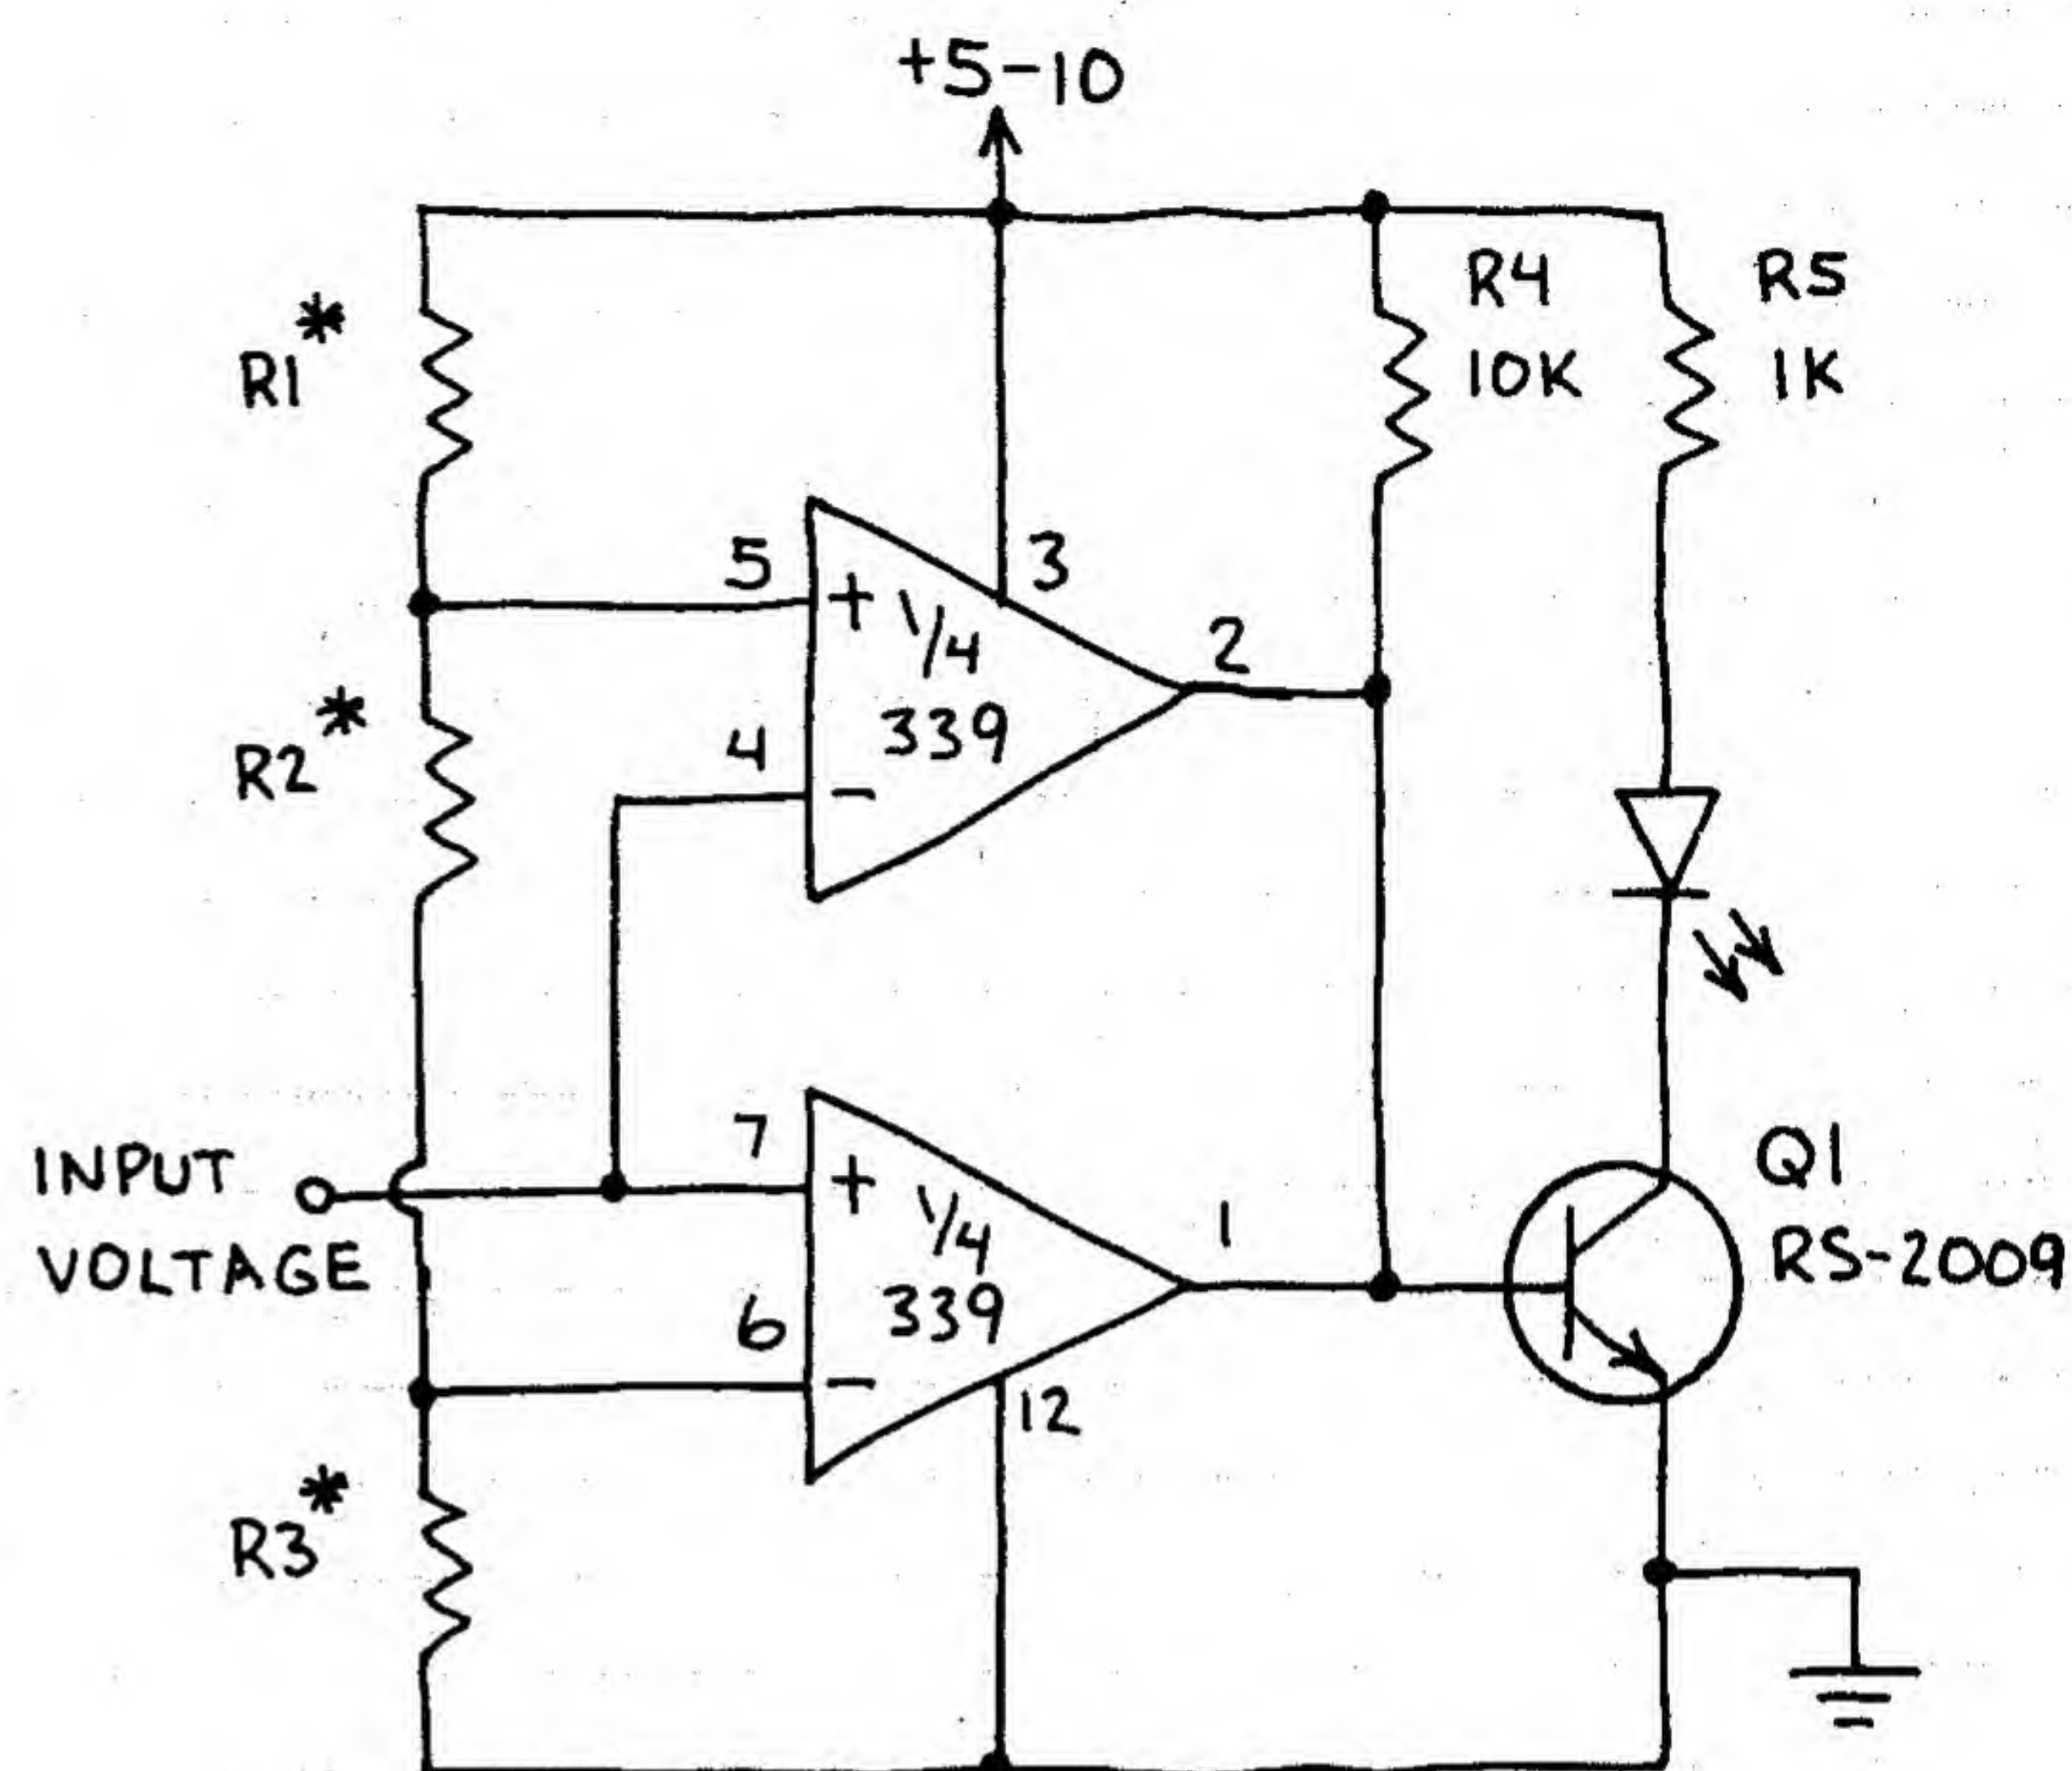 +5-10
R1*
R4
10K
R5
1K
5
+
1/4
339
3
2
4
-
R2*
INPUT
VOLTAGE
7
+
1/4
339
1
6
-
12
Q1
RS-2009
R3*